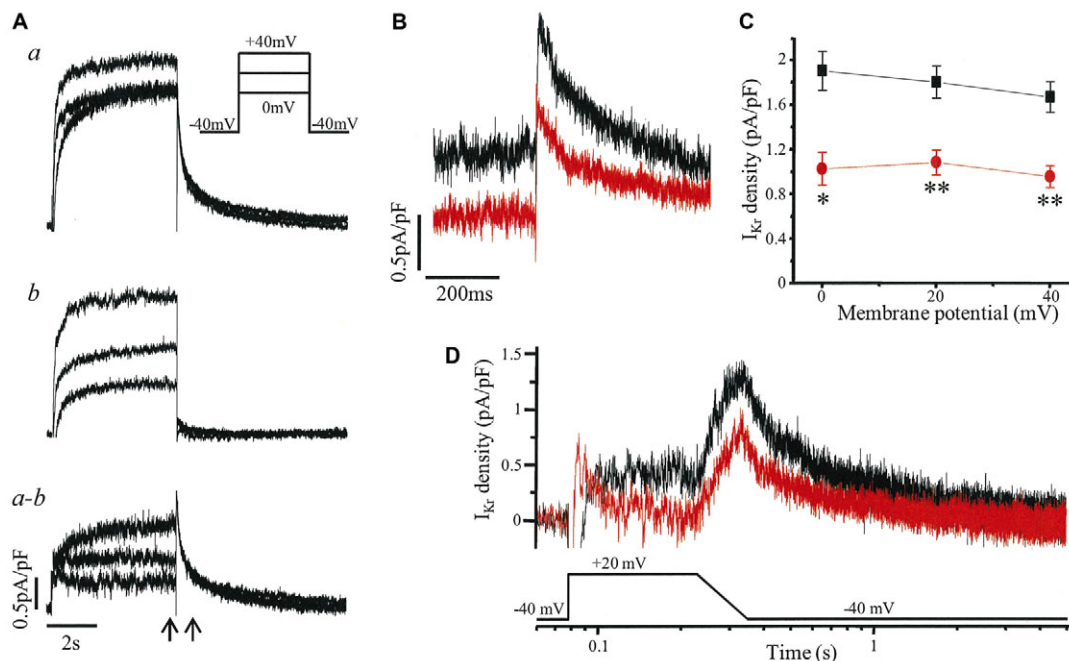 A
a
+40mV
0mV
-40mV
-40mV
b
a-b
0.5pA/pF
2s
B
0.5pA/pF
200ms
C
I_Kr density (pA/pF)
2
1.6
1.2
0.8
0.4
0
*
**
**
0
20
40
Membrane potential (mV)
D
I_Kr density (pA/pF)
1.5
1
0.5
0
+20 mV
-40 mV
-40 mV
0.1
1
Time (s)